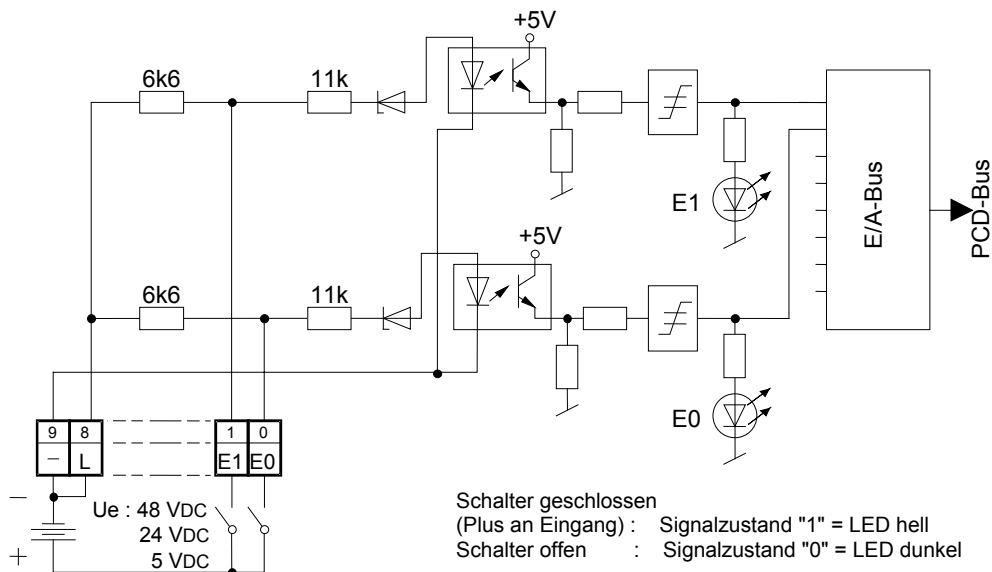 +5V
6k6
11k
E1
E/A-Bus
PCD-Bus
+5V
6k6
11k
E0
9 8 1 0
– L E1 E0
–
+
Ue : 48 VDC
24 VDC
5 VDC
Schalter geschlossen
(Plus an Eingang) : Signalzustand "1" = LED hell
Schalter offen : Signalzustand "0" = LED dunkel